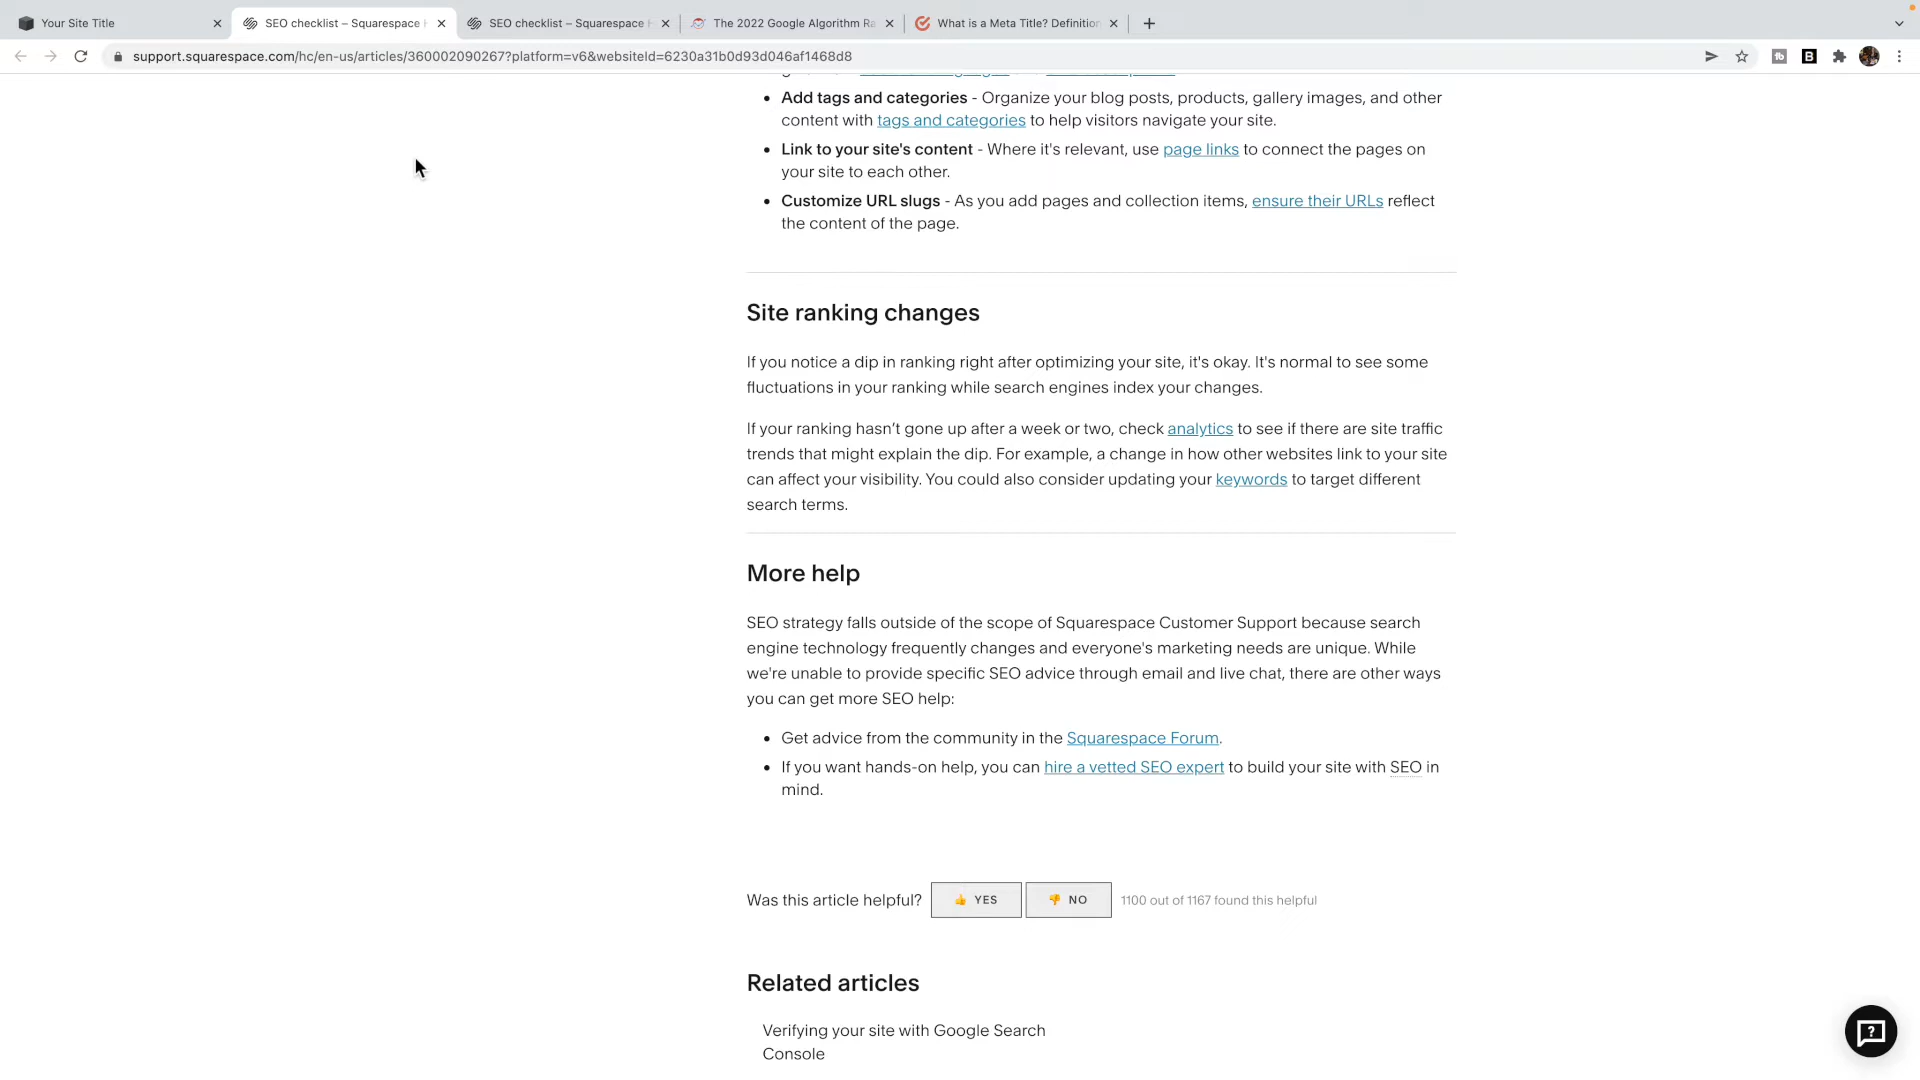 Your Site Title
SEO checklist – Squarespace H
SEO checklist – Squarespace H
The 2022 Google Algorithm Ra
What is a Meta Title? Definition
support.squarespace.com/hc/en-us/articles/360002090267?platform=v6&websiteId=6230a31b0d93d046af1468d8
Add tags and categories - Organize your blog posts, products, gallery images, and other
content with tags and categories to help visitors navigate your site.
Link to your site's content - Where it's relevant, use page links to connect the pages on
your site to each other.
Customize URL slugs - As you add pages and collection items, ensure their URLs reflect
the content of the page.
Site ranking changes
If you notice a dip in ranking right after optimizing your site, it's okay. It's normal to see some
fluctuations in your ranking while search engines index your changes.
If your ranking hasn’t gone up after a week or two, check analytics to see if there are site traffic
trends that might explain the dip. For example, a change in how other websites link to your site
can affect your visibility. You could also consider updating your keywords to target different
search terms.
More help
SEO strategy falls outside of the scope of Squarespace Customer Support because search
engine technology frequently changes and everyone's marketing needs are unique. While
we're unable to provide specific SEO advice through email and live chat, there are other ways
you can get more SEO help:
Get advice from the community in the Squarespace Forum.
If you want hands-on help, you can hire a vetted SEO expert to build your site with SEO in
mind.
Was this article helpful? YES NO 1100 out of 1167 found this helpful
Related articles
Verifying your site with Google Search
Console